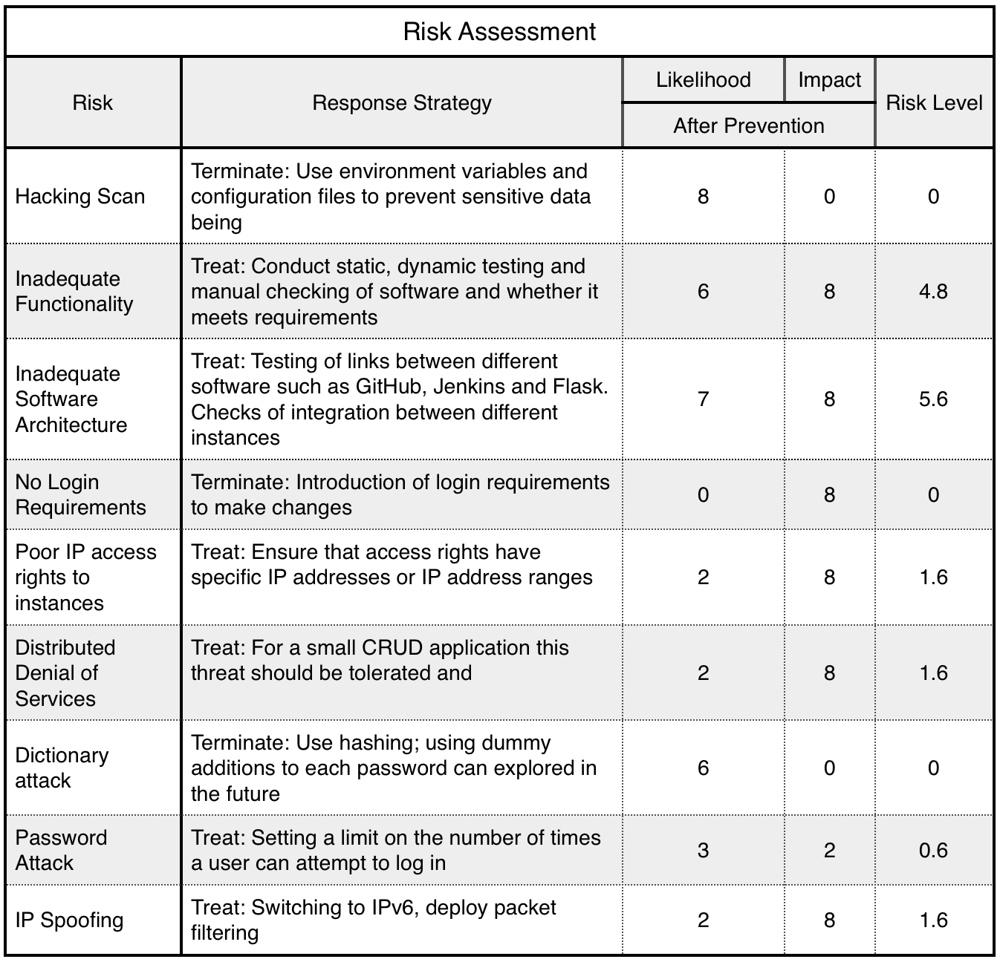 Risk Assessment
Risk
Response Strategy
Likelihood
Impact
Risk Level
After Prevention
Hacking Scan
Terminate: Use environment variables and
configuration files to prevent sensitive data
being
8
0
0
Inadequate
Functionality
Treat: Conduct static, dynamic testing and
manual checking of software and whether it
meets requirements
6
8
4.8
Inadequate
Software
Architecture
Treat: Testing of links between different
software such as GitHub, Jenkins and Flask.
Checks of integration between different
instances
7
8
5.6
No Login
Requirements
Terminate: Introduction of login requirements
to make changes
0
8
0
Poor IP access
rights to
instances
Treat: Ensure that access rights have
specific IP addresses or IP address ranges
2
8
1.6
Distributed
Denial of
Services
Treat: For a small CRUD application this
threat should be tolerated and
2
8
1.6
Dictionary
attack
Terminate: Use hashing; using dummy
additions to each password can explored in
the future
6
0
0
Password
Attack
Treat: Setting a limit on the number of times
a user can attempt to log in
3
2
0.6
IP Spoofing
Treat: Switching to IPv6, deploy packet
filtering
2
8
1.6